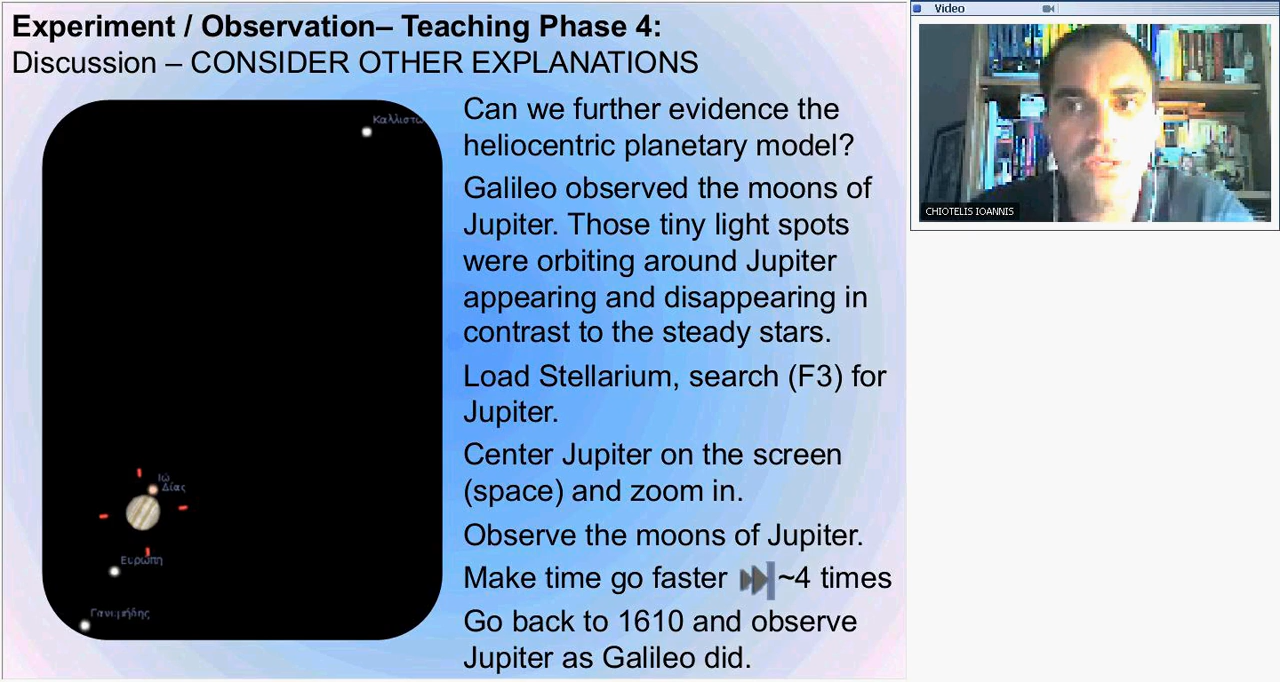 Experiment / Observation– Teaching Phase 4:
Discussion – CONSIDER OTHER EXPLANATIONS
Καλλιστώ
Ιώ
Δίας
Ευρώπη
Γανυμήδης
Can we further evidence the
heliocentric planetary model?
Galileo observed the moons of
Jupiter. Those tiny light spots
were orbiting around Jupiter
appearing and disappearing in
contrast to the steady stars.
Load Stellarium, search (F3) for
Jupiter.
Center Jupiter on the screen
(space) and zoom in.
Observe the moons of Jupiter.
Make time go faster ~4 times
Go back to 1610 and observe
Jupiter as Galileo did.
Video
CHIOTELIS IOANNIS